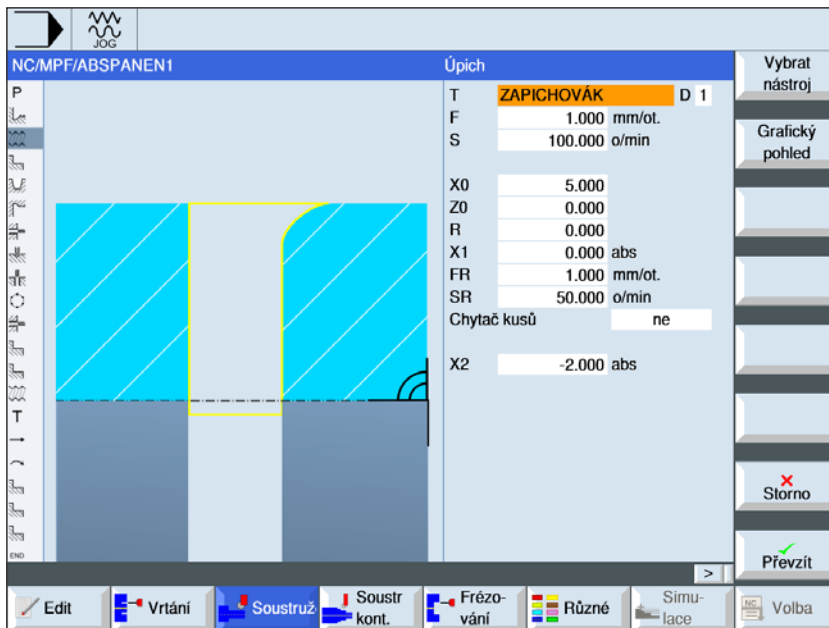 JOG
NC/MPF/ABSPANEN1
Úpich
P
T
END
T ZAPICHOVÁK D 1
F 1.000 mm/ot.
S 100.000 o/min
X0 5.000
Z0 0.000
R 0.000
X1 0.000 abs
FR 1.000 mm/ot.
SR 50.000 o/min
Chytač kusů ne
X2 -2.000 abs
Vybrat
nástroj
Grafický
pohled
Storno
Převzít
>
Edit
Vrtání
Soustruž
Soustr
kont.
Frézo-
vání
Různé
Simu-
lace
NC
Volba